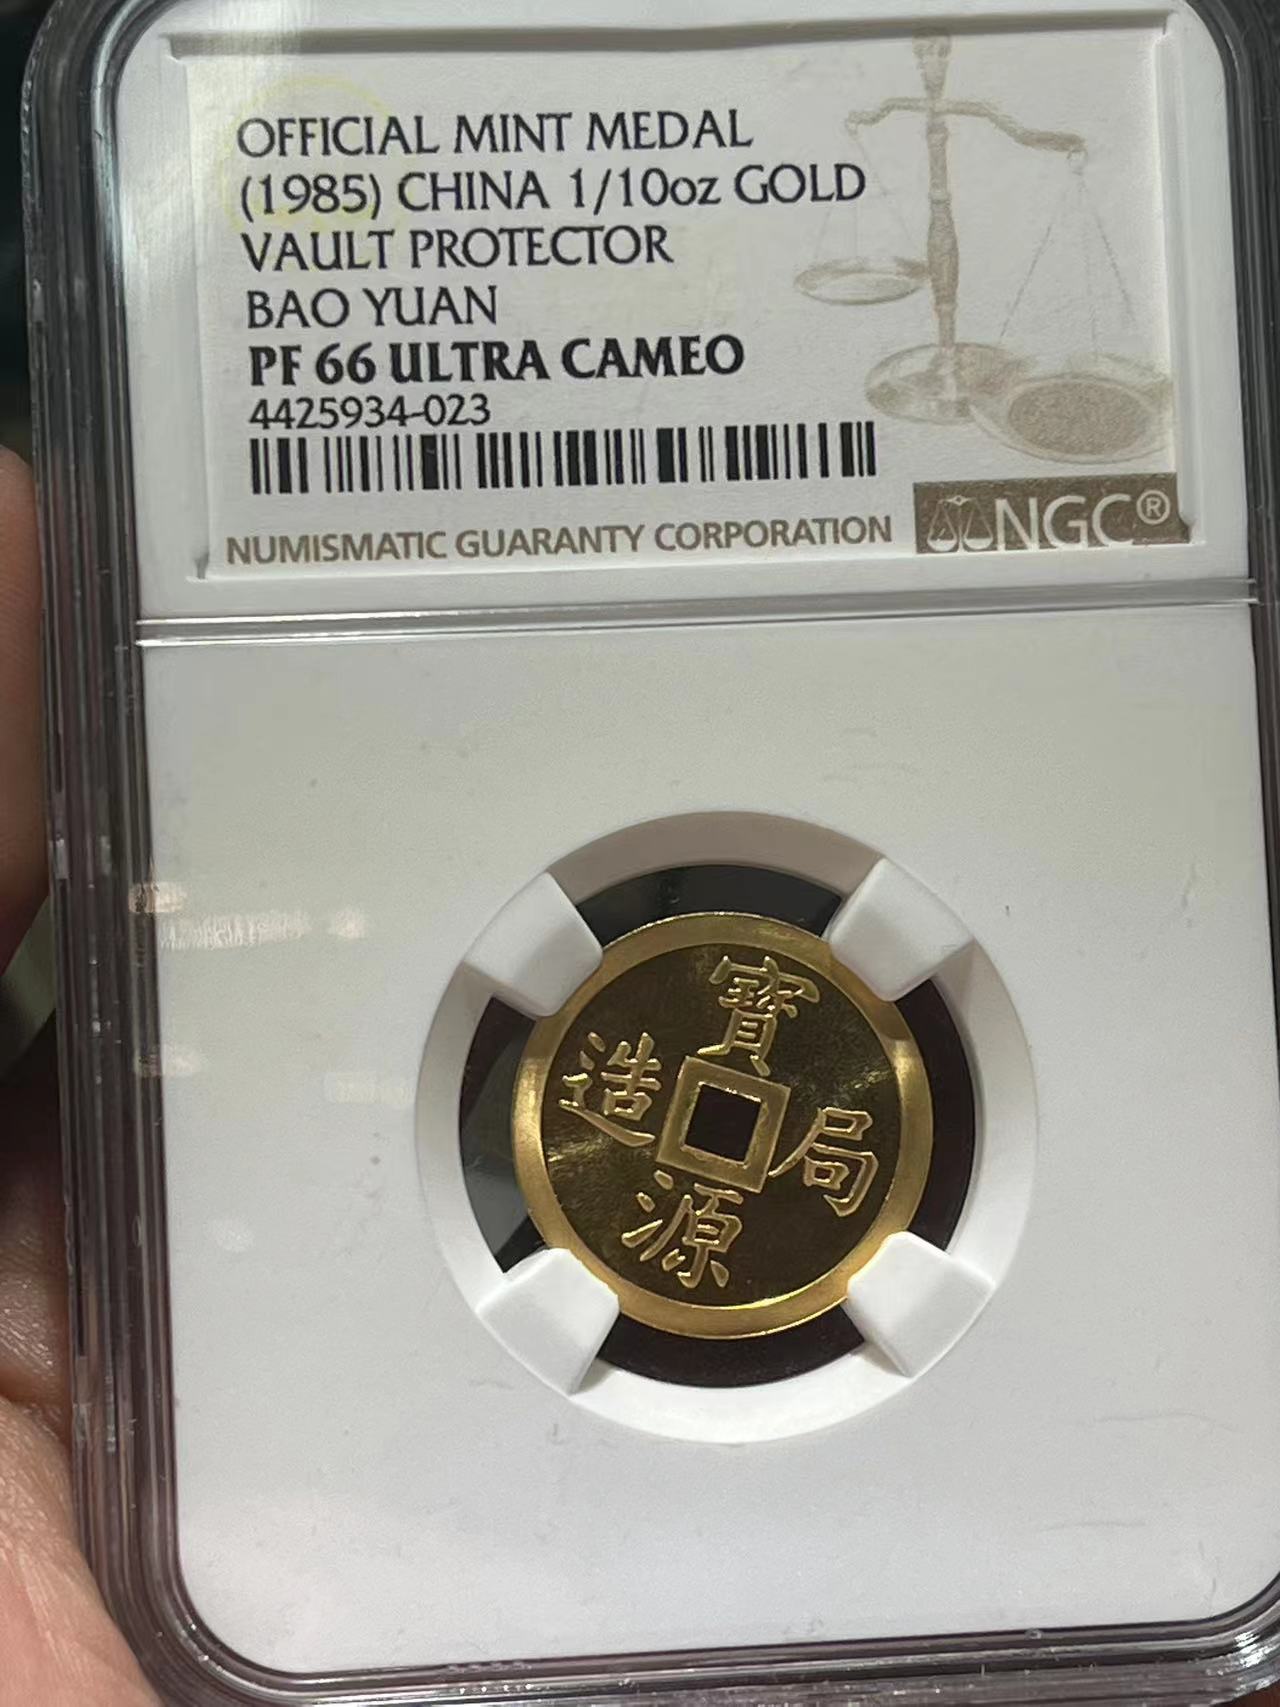 OFFICIAL MINT MEDAL
(1985) CHINA 1/10oz GOLD
VAULT PROTECTOR
BAO YUAN
PF 66 ULTRA CAMEO
4425934-023
NUMISMATIC GUARANTY CORPORATION NGC®
寶源局造